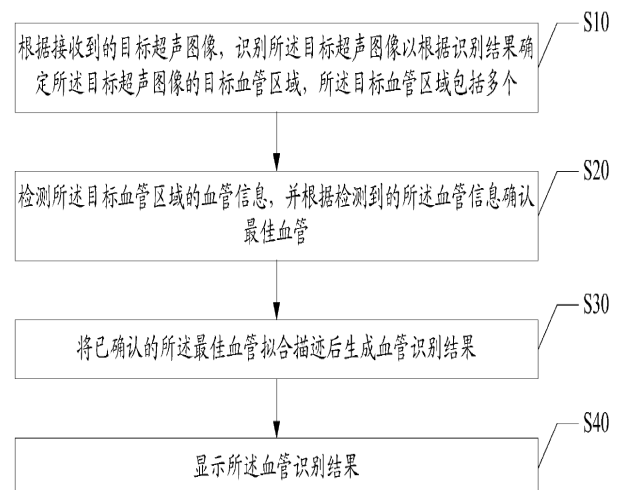 S10
根据接收到的目标超声图像，识别所述目标超声图像以根据识别结果确
定所述目标超声图像的目标血管区域，所述目标血管区域包括多个
S20
检测所述目标血管区域的血管信息，并根据检测到的所述血管信息确认
最佳血管
S30
将已确认的所述最佳血管拟合描迹后生成血管识别结果
S40
显示所述血管识别结果